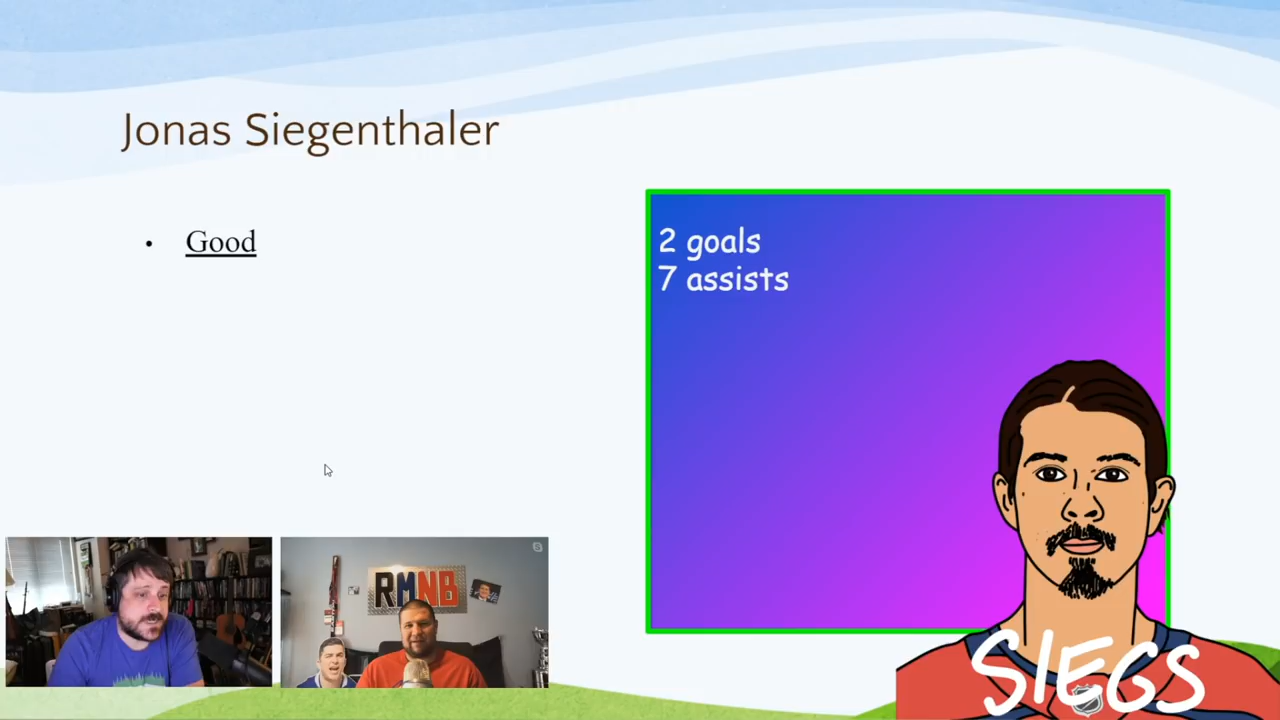 Jonas Siegenthaler
• Good
2 goals
7 assists
RMNB
SIEGS